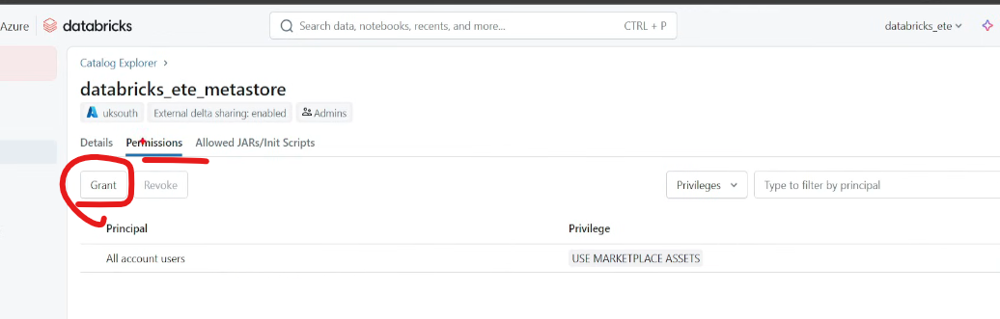 Azure databricks Search data, notebooks, recents, and more... CTRL + P databricks_ete
Catalog Explorer >
databricks_ete_metastore
uksouth External delta sharing: enabled Admins
Details Permissions Allowed JARs/Init Scripts
Grant Revoke Privileges Type to filter by principal
Principal Privilege
All account users USE MARKETPLACE ASSETS